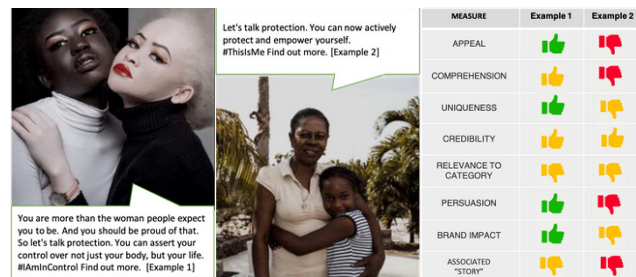 Let's talk protection. You can now actively
protect and empower yourself.
#ThisIsMe Find out more. [Example 2]
You are more than the woman people expect
you to be. And you should be proud of that.
So let's talk protection. You can assert your
control over not just your body, but your life.
#IAmInControl Find out more. [Example 1]
MEASURE Example 1 Example 2
APPEAL
COMPREHENSION
UNIQUENESS
CREDIBILITY
RELEVANCE TO
CATEGORY
PERSUASION
BRAND IMPACT
ASSOCIATED
"STORY"